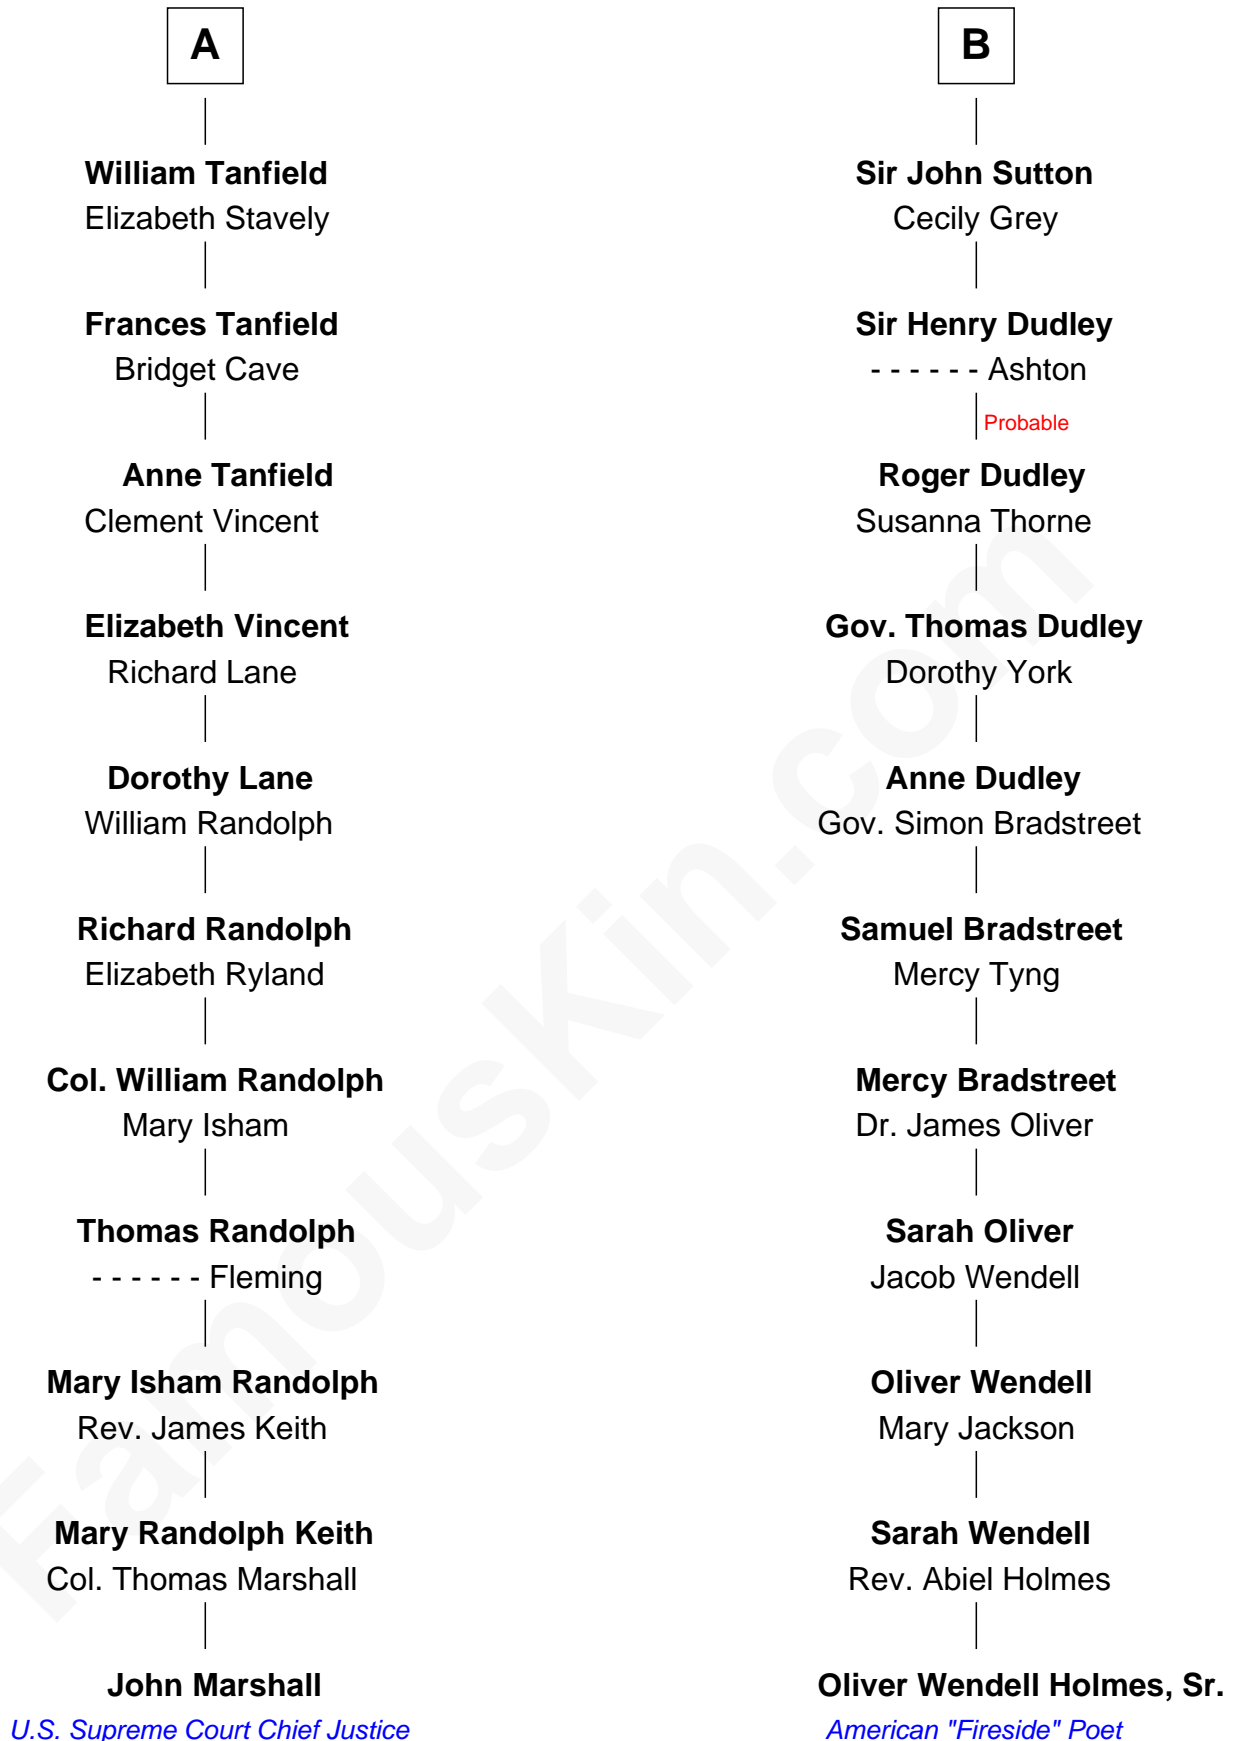 A
William Tanfield
Elizabeth Stavely
Frances Tanfield
Bridget Cave
Anne Tanfield
Clement Vincent
Elizabeth Vincent
Richard Lane
Dorothy Lane
William Randolph
Richard Randolph
Elizabeth Ryland
Col. William Randolph
Mary Isham
Thomas Randolph
- - - - - - Fleming
Mary Isham Randolph
Rev. James Keith
Mary Randolph Keith
Col. Thomas Marshall
John Marshall
U.S. Supreme Court Chief Justice
B
Sir John Sutton
Cecily Grey
Sir Henry Dudley
- - - - - - Ashton
Probable
Roger Dudley
Susanna Thorne
Gov. Thomas Dudley
Dorothy York
Anne Dudley
Gov. Simon Bradstreet
Samuel Bradstreet
Mercy Tyng
Mercy Bradstreet
Dr. James Oliver
Sarah Oliver
Jacob Wendell
Oliver Wendell
Mary Jackson
Sarah Wendell
Rev. Abiel Holmes
Oliver Wendell Holmes, Sr.
American "Fireside" Poet
FamousKin.com